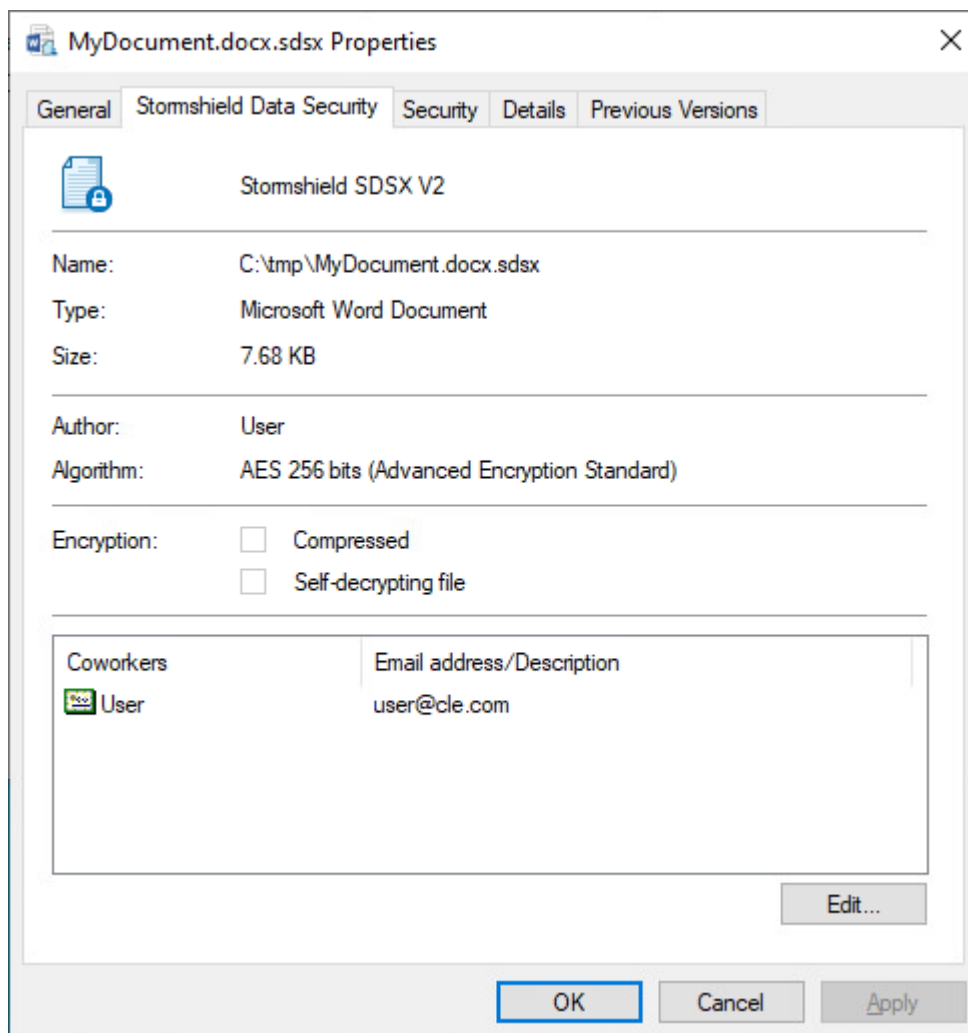 MyDocument.docx.sdsx Properties
General Stormshield Data Security Security Details Previous Versions
Stormshield SDSX V2
Name: C:\tmp\MyDocument.docx.sdsx
Type: Microsoft Word Document
Size: 7.68 KB
Author: User
Algorithm: AES 256 bits (Advanced Encryption Standard)
Encryption: Compressed
Self-decrypting file
Coworkers Email address/Description
User user@cle.com
Edit...
OK Cancel Apply